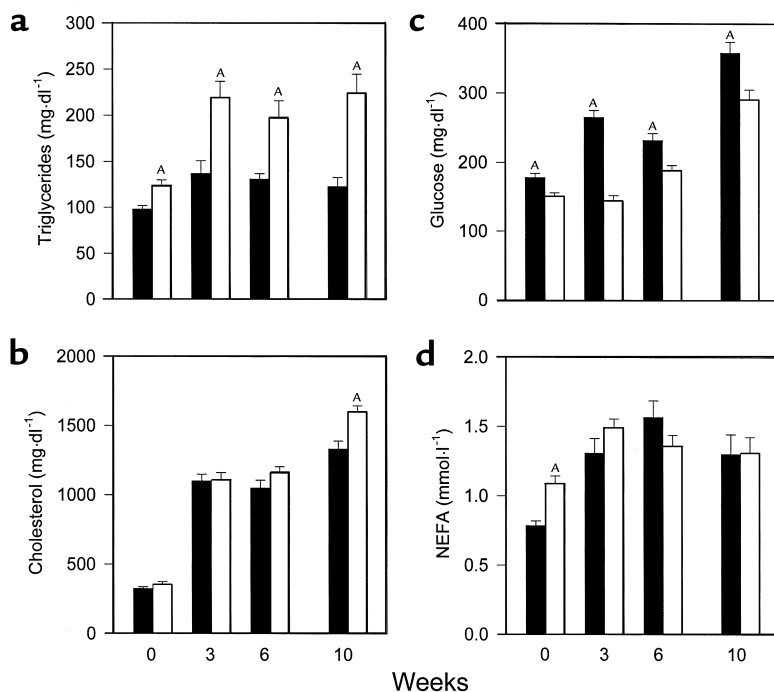 a
300
250
200
150
100
50
0
Triglycerides (mg·dl⁻¹)
A
A
A
A
c
400
300
200
100
0
Glucose (mg·dl⁻¹)
A
A
A
A
b
2000
1500
1000
500
0
Cholesterol (mg·dl⁻¹)
A
0
3
6
10
d
2.0
1.5
1.0
0.5
0.0
NEFA (mmol·l⁻¹)
A
0
3
6
10
Weeks